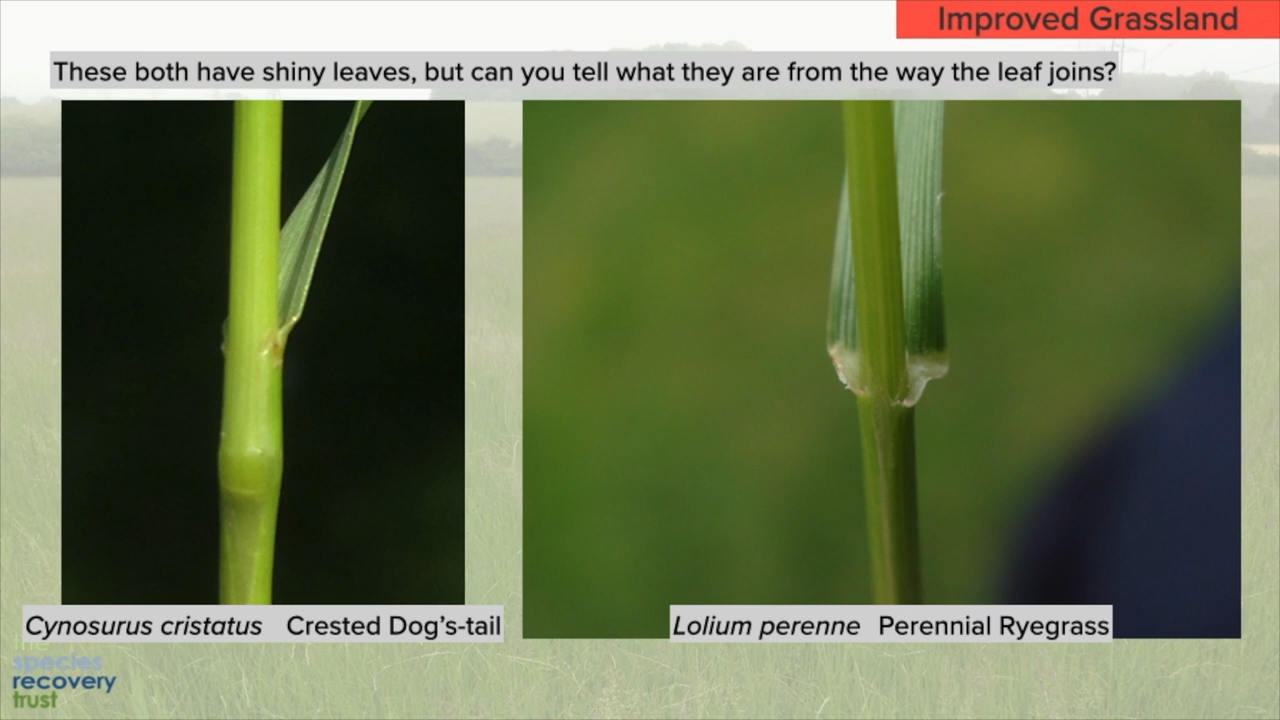 Improved Grassland
These both have shiny leaves, but can you tell what they are from the way the leaf joins?
Cynosurus cristatus Crested Dog's-tail
Lolium perenne Perennial Ryegrass
The
species
recovery
trust